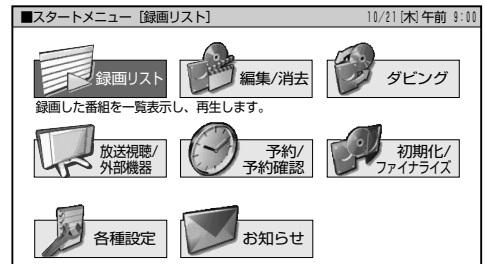 ■スタートメニュー［録画リスト］ 10/21[木]午前 9:00
録画リスト 編集/消去 ダビング
録画した番組を一覧表示し、再生します。
放送視聴/ 予約/ 初期化/
外部機器 予約確認 ファイナライズ
各種設定 お知らせ